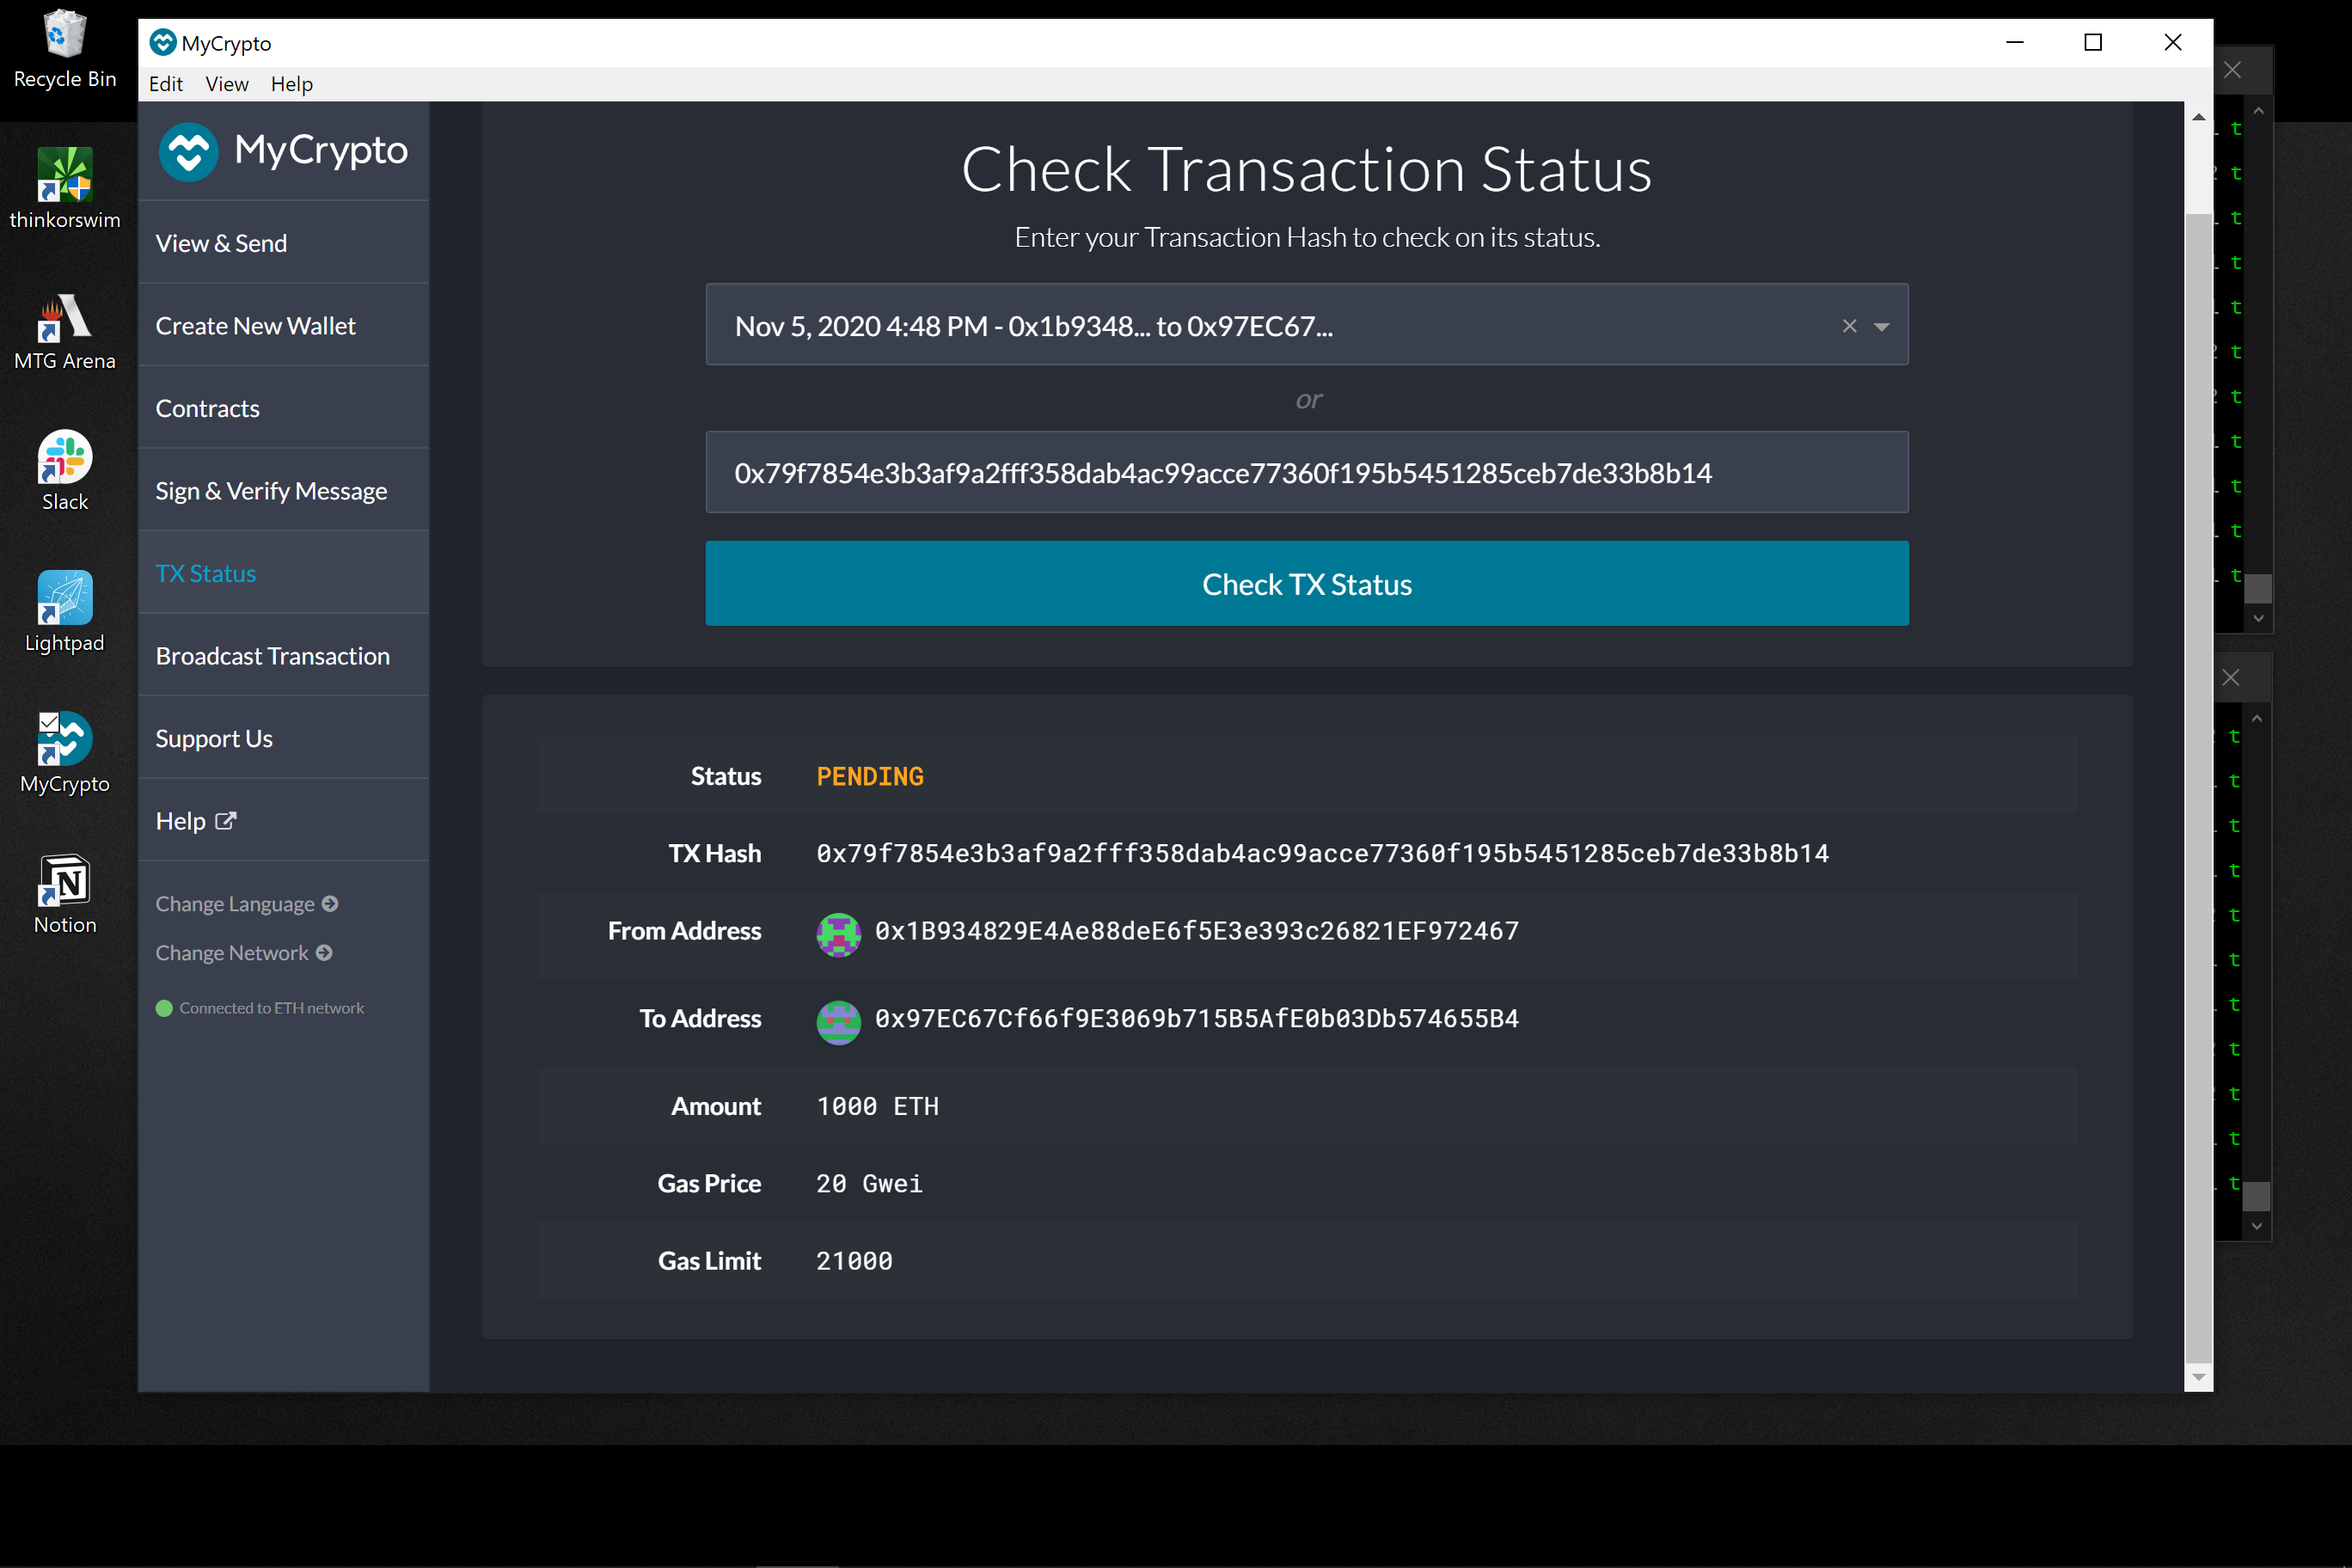 Recycle Bin
thinkorswim
MTG Arena
Slack
Lightpad
MyCrypto
Notion
MyCrypto
Edit View Help
MyCrypto
View & Send
Create New Wallet
Contracts
Sign & Verify Message
TX Status
Broadcast Transaction
Support Us
Help
Change Language
Change Network
Connected to ETH network
Check Transaction Status
Enter your Transaction Hash to check on its status.
Nov 5, 2020 4:48 PM - 0x1b9348... to 0x97EC67...
or
0x79f7854e3b3af9a2fff358dab4ac99acce77360f195b5451285ceb7de33b8b14
Check TX Status
Status PENDING
TX Hash 0x79f7854e3b3af9a2fff358dab4ac99acce77360f195b5451285ceb7de33b8b14
From Address 0x1B934829E4Ae88deE6f5E3e393c26821EF972467
To Address 0x97EC67Cf66f9E3069b715B5AfE0b03Db574655B4
Amount 1000 ETH
Gas Price 20 Gwei
Gas Limit 21000